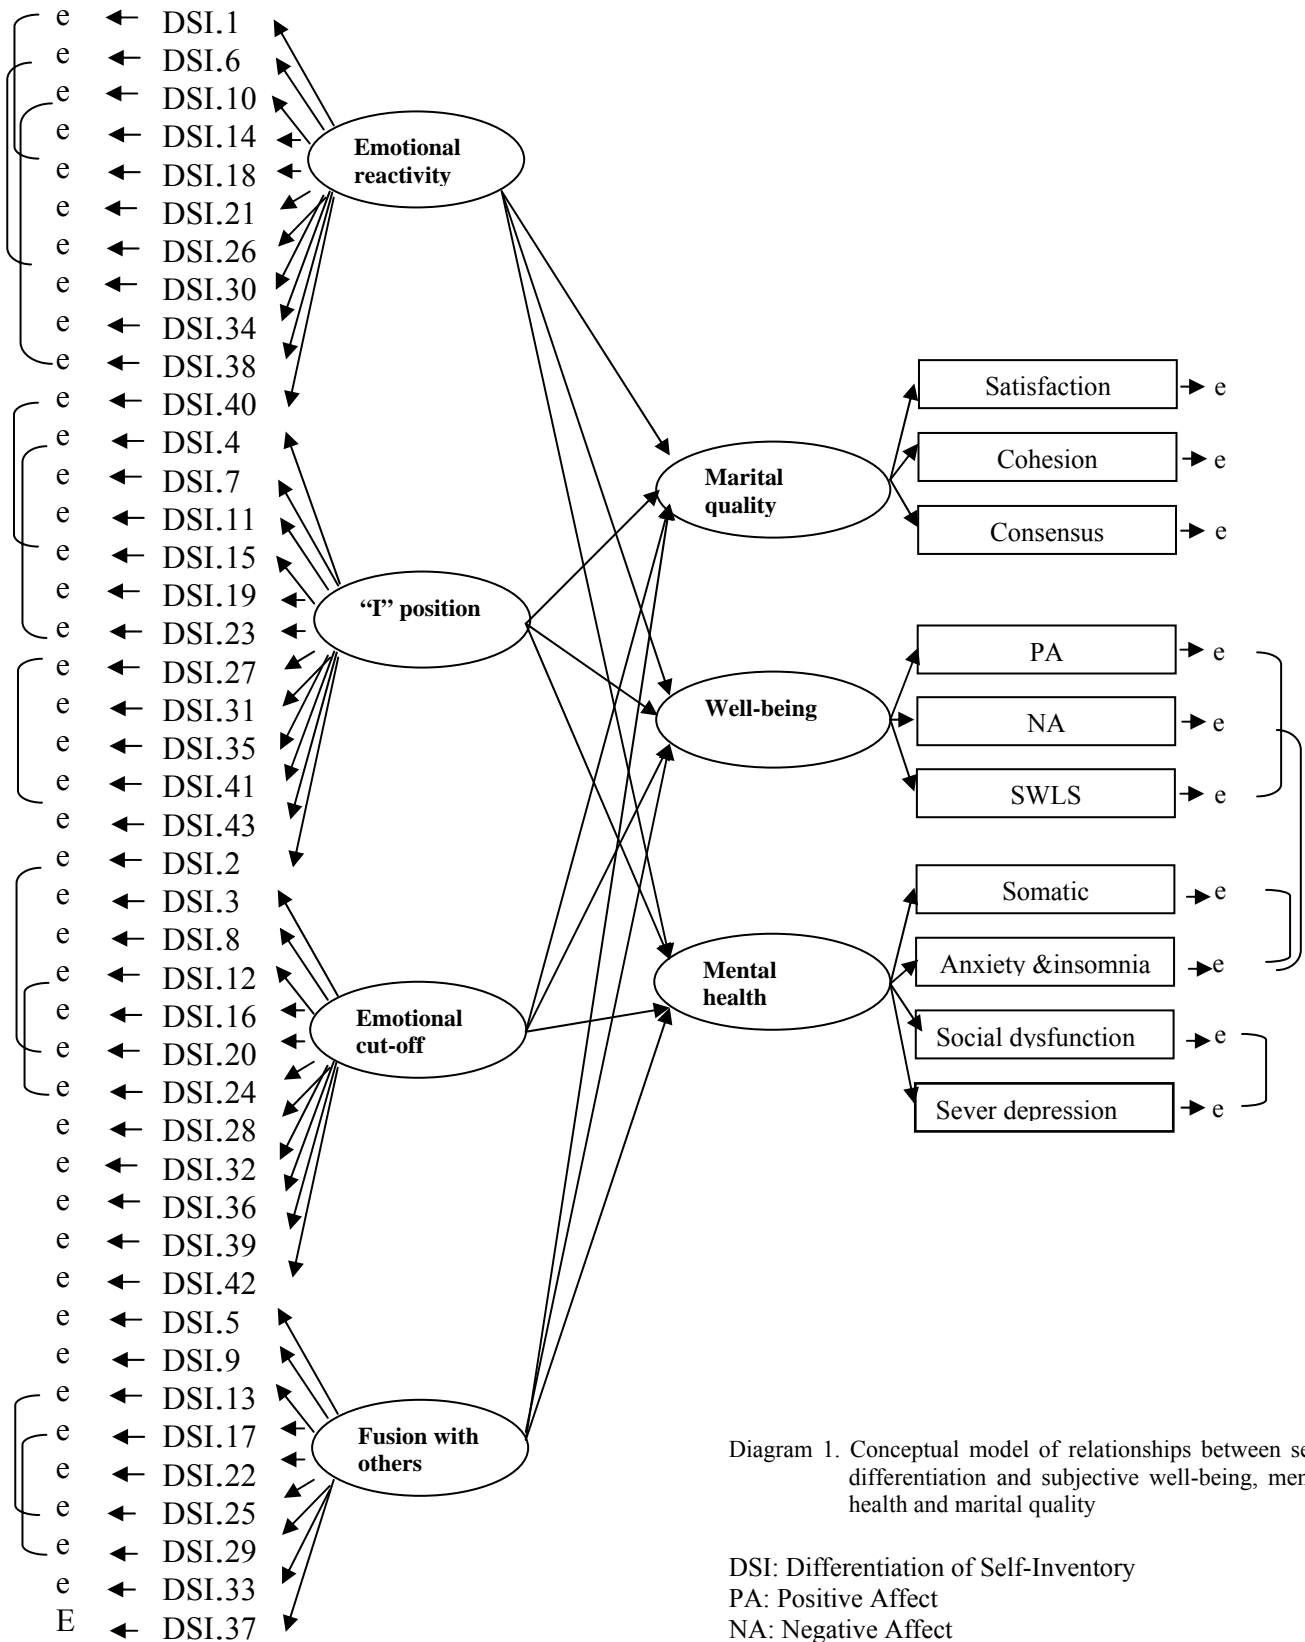 e DSI.1
e DSI.6
e DSI.10
e DSI.14
e DSI.18
e DSI.21
e DSI.26
e DSI.30
e DSI.34
e DSI.38
e DSI.40
e DSI.4
e DSI.7
e DSI.11
e DSI.15
e DSI.19
e DSI.23
e DSI.27
e DSI.31
e DSI.35
e DSI.41
e DSI.43
e DSI.2
e DSI.3
e DSI.8
e DSI.12
e DSI.16
e DSI.20
e DSI.24
e DSI.28
e DSI.32
e DSI.36
e DSI.39
e DSI.42
e DSI.5
e DSI.9
e DSI.13
e DSI.17
e DSI.22
e DSI.25
e DSI.29
e DSI.33
E DSI.37
Emotional
reactivity
“I” position
Emotional
cut-off
Fusion with
others
Marital
quality
Well-being
Mental
health
Satisfaction e
Cohesion e
Consensus e
PA e
NA e
SWLS e
Somatic e
Anxiety &insomnia e
Social dysfunction e
Sever depression e
Diagram 1. Conceptual model of relationships between se
differentiation and subjective well-being, men
health and marital quality
DSI: Differentiation of Self-Inventory
PA: Positive Affect
NA: Negative Affect